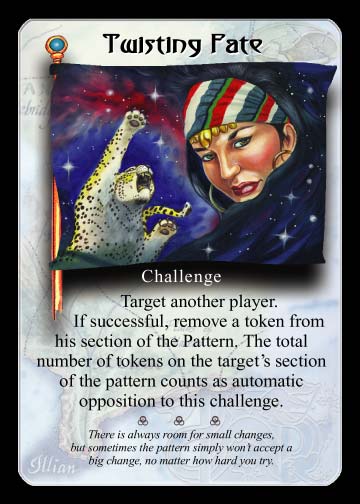 Twisting Fate
Challenge
Target another player.
If successful, remove a token from
his section of the Pattern. The total
number of tokens on the target's section
of the pattern counts as automatic
opposition to this challenge.
There is always room for small changes,
but sometimes the pattern simply won't accept a
big change, no matter how hard you try.
Illian